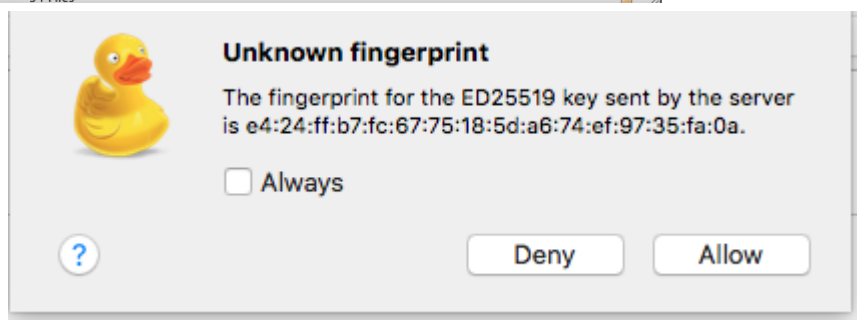 Unknown fingerprint
The fingerprint for the ED25519 key sent by the server
is e4:24:ff:b7:fc:67:75:18:5d:a6:74:ef:97:35:fa:0a.
Always
?
Deny
Allow